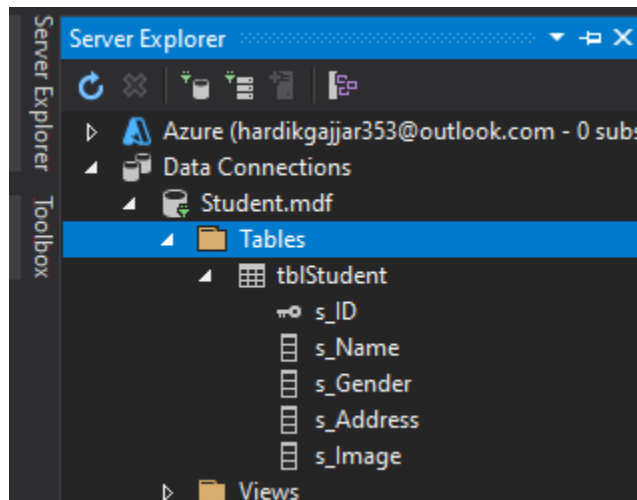 Server Explorer
Toolbox
Server Explorer
Azure (hardikgajjar353@outlook.com - 0 subs
Data Connections
Student.mdf
Tables
tblStudent
s_ID
s_Name
s_Gender
s_Address
s_Image
Views